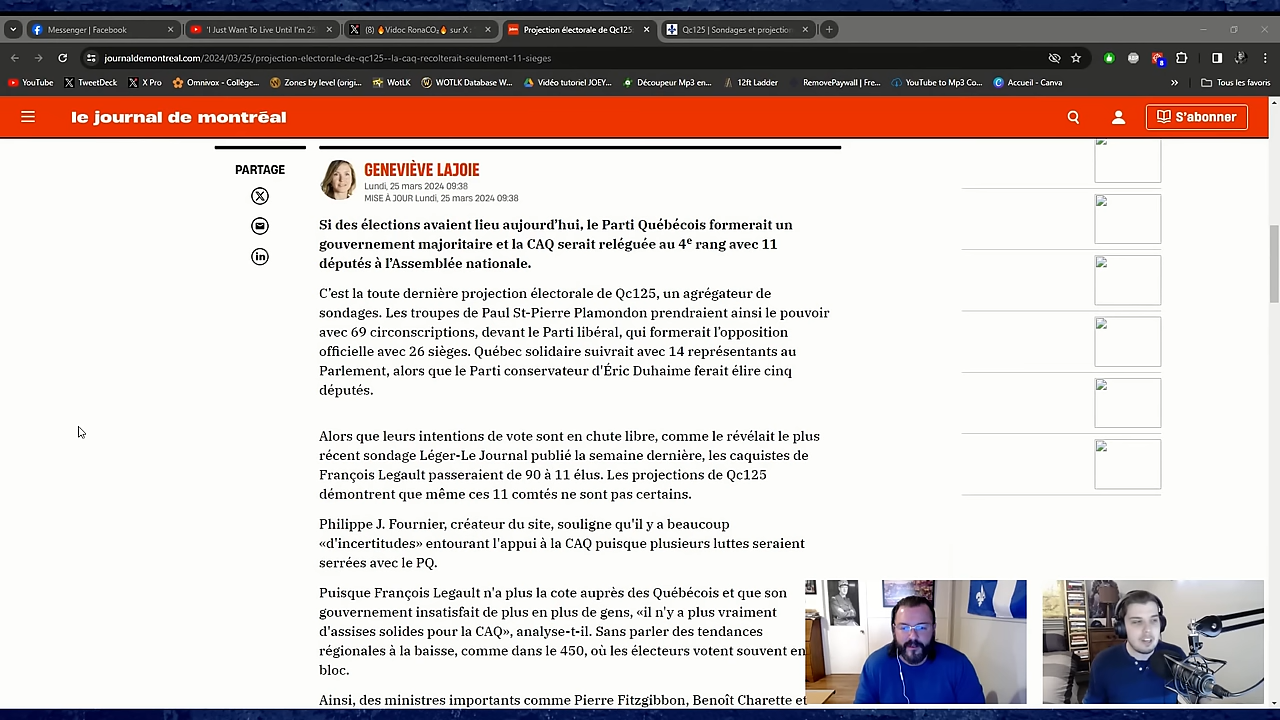 Messenger | Facebook
'I Just Want To Live Until I'm 25
(8) 🔥Vidoc RonaCO₂🔥 sur X :
Projection électorale de Qc125
Qc125 | Sondages et projection
journaldemontreal.com/2024/03/25/projection-electorale-de-qc125--la-caq-recolterait-seulement-11-sieges
YouTube
TweetDeck
X Pro
Omnivox - Collège...
Zones by level (origi...
WotLK
WOTLK Database W...
Vidéo tutoriel JOEY...
Découpeur Mp3 en...
12ft Ladder
RemovePaywall | Fre...
YouTube to Mp3 Co...
Accueil - Canva
»
Tous les favoris
le journal de montréal
S'abonner
PARTAGE
GENEVIÈVE LAJOIE
Lundi, 25 mars 2024 09:38
MISE À JOUR Lundi, 25 mars 2024 09:38
Si des élections avaient lieu aujourd’hui, le Parti Québécois formerait un
gouvernement majoritaire et la CAQ serait reléguée au 4e rang avec 11
députés à l’Assemblée nationale.
C’est la toute dernière projection électorale de Qc125, un agrégateur de
sondages. Les troupes de Paul St-Pierre Plamondon prendraient ainsi le pouvoir
avec 69 circonscriptions, devant le Parti libéral, qui formerait l’opposition
officielle avec 26 sièges. Québec solidaire suivrait avec 14 représentants au
Parlement, alors que le Parti conservateur d'Éric Duhaime ferait élire cinq
députés.
Alors que leurs intentions de vote sont en chute libre, comme le révélait le plus
récent sondage Léger-Le Journal publié la semaine dernière, les caquistes de
François Legault passeraient de 90 à 11 élus. Les projections de Qc125
démontrent que même ces 11 comtés ne sont pas certains.
Philippe J. Fournier, créateur du site, souligne qu'il y a beaucoup
«d’incertitudes» entourant l'appui à la CAQ puisque plusieurs luttes seraient
serrées avec le PQ.
Puisque François Legault n'a plus la cote auprès des Québécois et que son
gouvernement insatisfait de plus en plus de gens, «il n'y a plus vraiment
d’assises solides pour la CAQ», analyse-t-il. Sans parler des tendances
régionales à la baisse, comme dans le 450, où les électeurs votent souvent en
bloc.
Ainsi, des ministres importants comme Pierre Fitzgibbon, Benoît Charette et